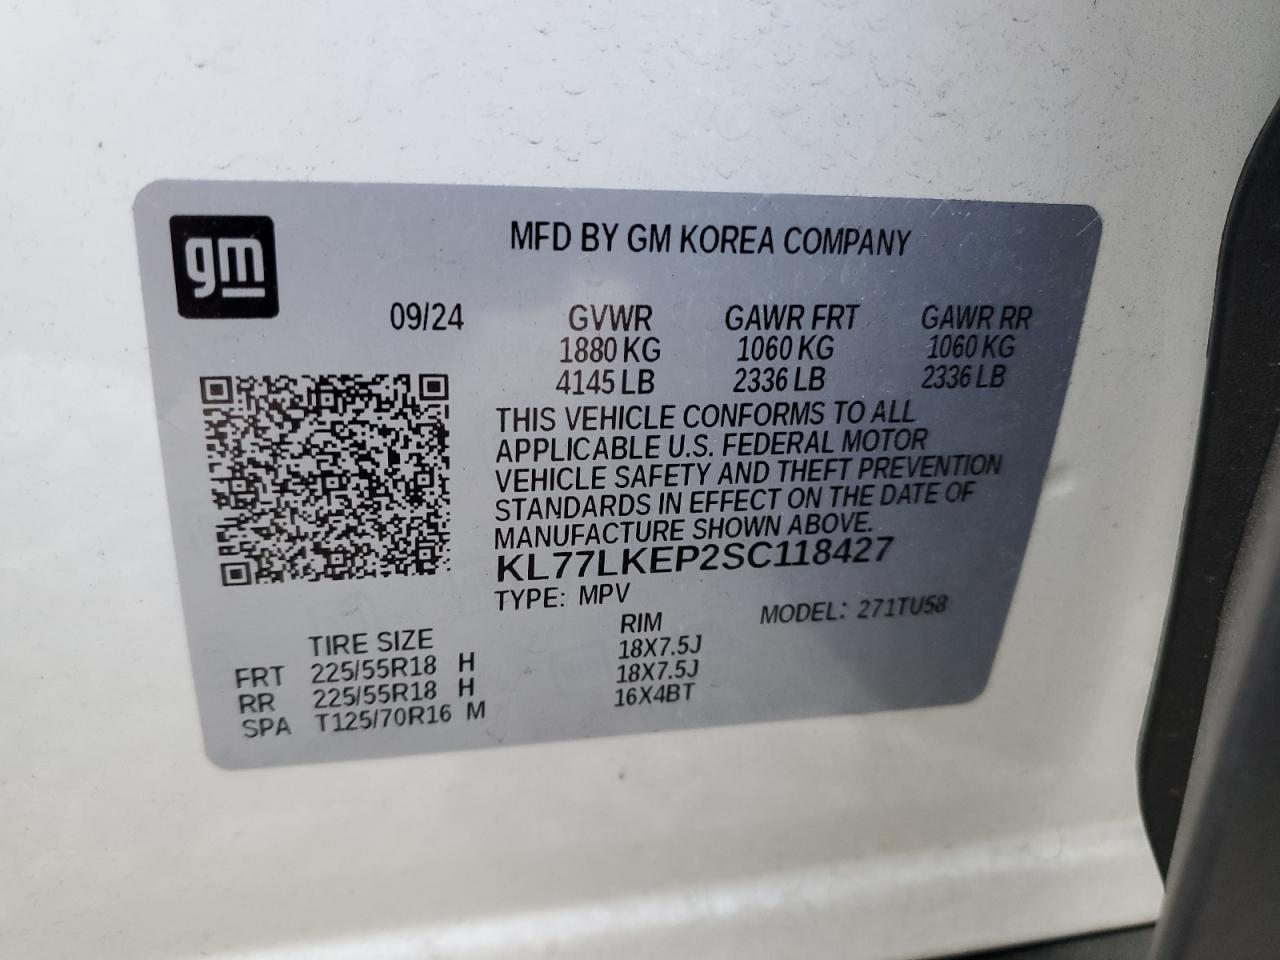 gm
MFD BY GM KOREA COMPANY
09/24 GVWR GAWR FRT GAWR RR
1880 KG 1060 KG 1060 KG
4145 LB 2336 LB 2336 LB
THIS VEHICLE CONFORMS TO ALL
APPLICABLE U.S. FEDERAL MOTOR
VEHICLE SAFETY AND THEFT PREVENTION
STANDARDS IN EFFECT ON THE DATE OF
MANUFACTURE SHOWN ABOVE.
KL77LKEP2SC118427
TYPE: MPV MODEL: 271TU58
TIRE SIZE RIM
FRT 225/55R18 H 18X7.5J
RR 225/55R18 H 18X7.5J
SPA T125/70R16 M 16X4BT